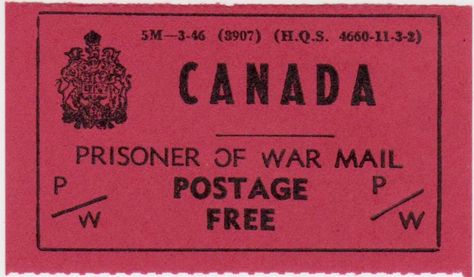 5M—3-46 (3907) (H.Q.S. 4660-11-3-2)
CANADA
PRISONER OF WAR MAIL
P/W POSTAGE P/W
FREE